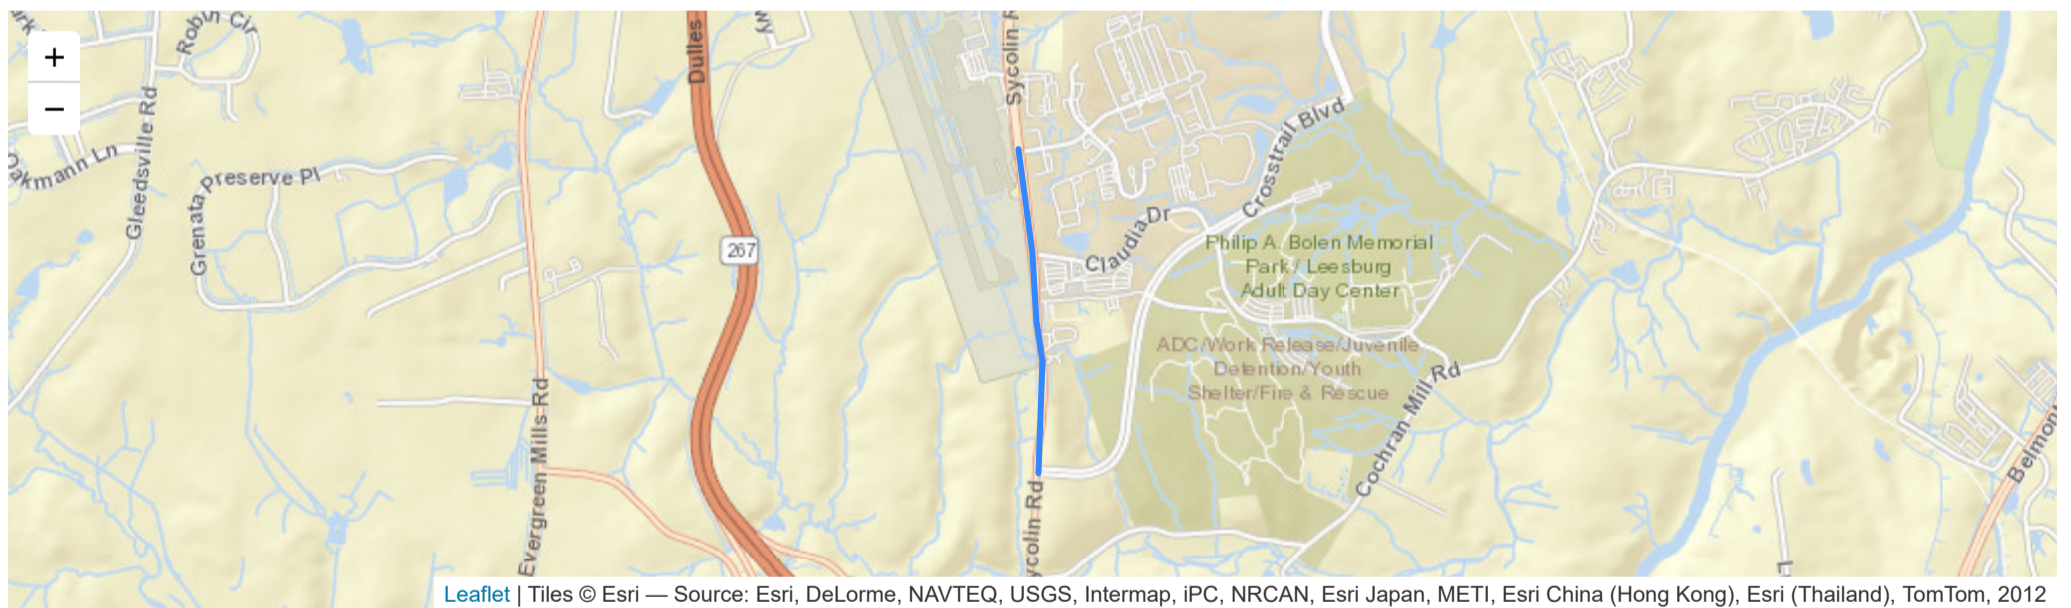 Robin Cir
Dulles
Sycolin R
+
−
Gleedsville Rd
Oakmann Ln
Preserve Pl
Grenata
Crosstrail Blvd
Claudia Dr
267
Philip A. Bolen Memorial
Park / Leesburg
Adult Day Center
ADC/Work Release/Juvenile
Detention/Youth
Shelter/Fire & Rescue
Evergreen Mills Rd
Cochran Mill Rd
ycolin Rd
Belmont
Leaflet | Tiles © Esri — Source: Esri, DeLorme, NAVTEQ, USGS, Intermap, iPC, NRCAN, Esri Japan, METI, Esri China (Hong Kong), Esri (Thailand), TomTom, 2012